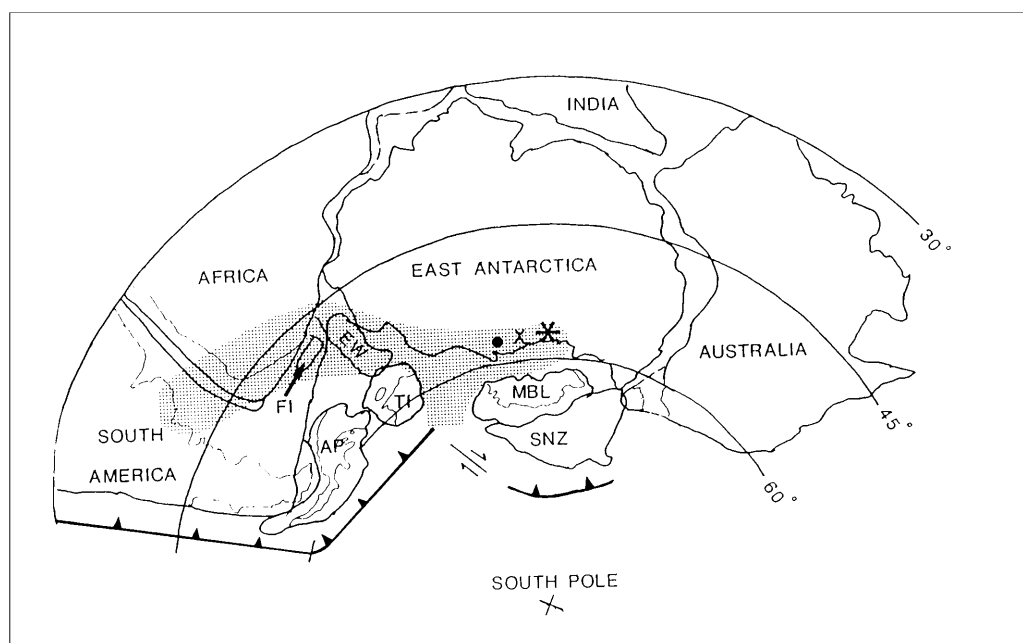 INDIA
30°
AFRICA
EAST ANTARCTICA
EW
X
AUSTRALIA
FI
TI
MBL
45°
SOUTH
AMERICA
AP
SNZ
60°
SOUTH POLE